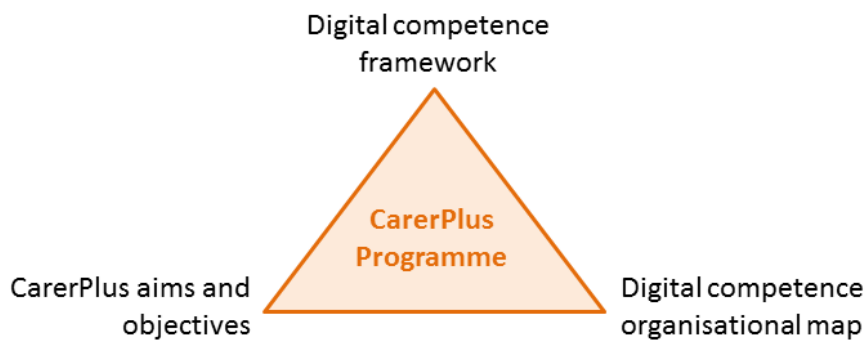 Digital competence
framework
CarerPlus
Programme
CarerPlus aims and
objectives
Digital competence
organisational map